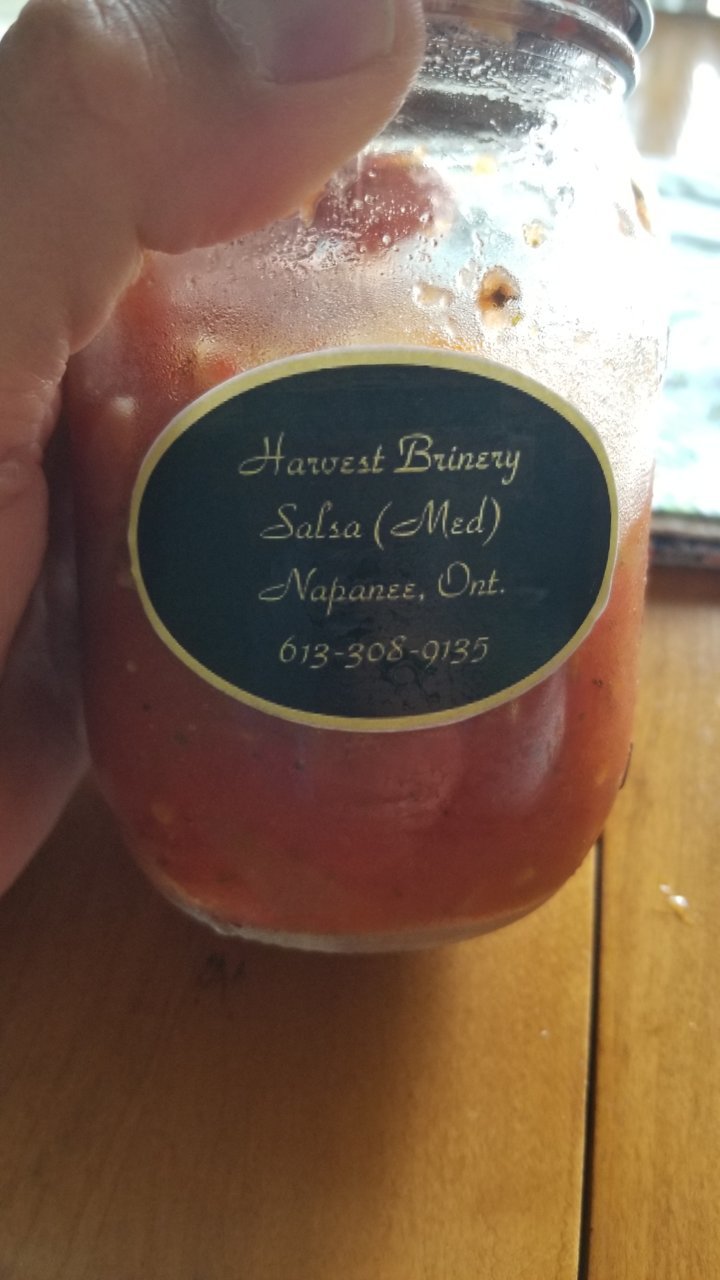 Harvest Brinery
Salsa (Med)
Napanee, Ont.
613-308-9135